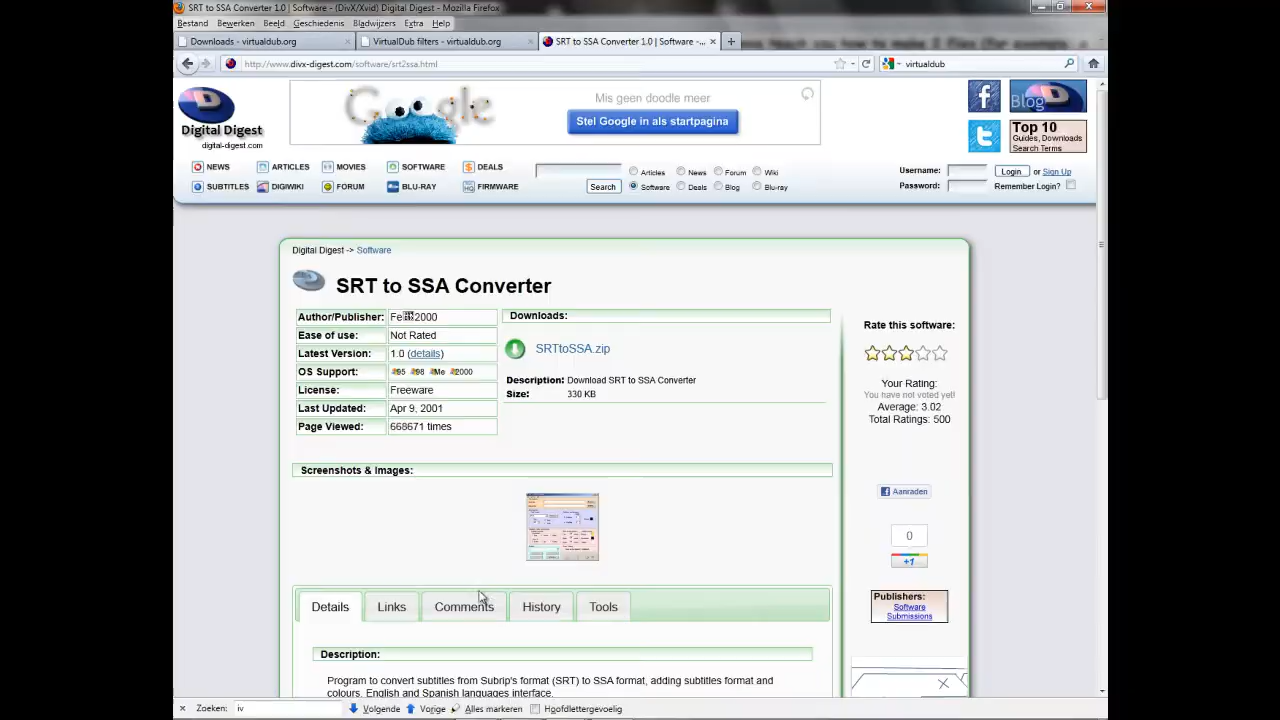 SRT to SSA Converter 1.0 | Software - (DivX/Xvid) Digital Digest - Mozilla Firefox
Bestand Bewerken Beeld Geschiedenis Bladwijzers Extra Help
Downloads - virtualdub.org
VirtualDub filters - virtualdub.org
SRT to SSA Converter 1.0 | Software -...
http://www.divx-digest.com/software/srt2ssa.html
virtualdub
Digital Digest
digital-digest.com
Google
Mis geen doodle meer
Stel Google in als startpagina
Blog
Top 10
Guides, Downloads
Search Terms
NEWS ARTICLES MOVIES SOFTWARE DEALS
SUBTITLES DIGIWIKI FORUM BLU-RAY FIRMWARE
Articles News Forum Wiki
Search Software Deals Blog Blu-ray
Username: Login or Sign Up
Password: Remember Login?
Digital Digest -> Software
SRT to SSA Converter
Author/Publisher: 2000
Ease of use: Not Rated
Latest Version: 1.0 (details)
OS Support: 95 98 Me 2000
License: Freeware
Last Updated: Apr 9, 2001
Page Viewed: 668671 times
Downloads:
SRTtoSSA.zip
Description: Download SRT to SSA Converter
Size: 330 KB
Rate this software:
Your Rating:
You have not voted yet!
Average: 3.02
Total Ratings: 500
Screenshots & Images:
Aanraden
0
+1
Publishers:
Software
Submissions
Details Links Comments History Tools
Description:
Program to convert subtitles from Subrip's format (SRT) to SSA format, adding subtitles format and
colours. English and Spanish languages interface.
Zoeken: iv Volgende Vorige Alles markeren Hoofdlettergevoelig